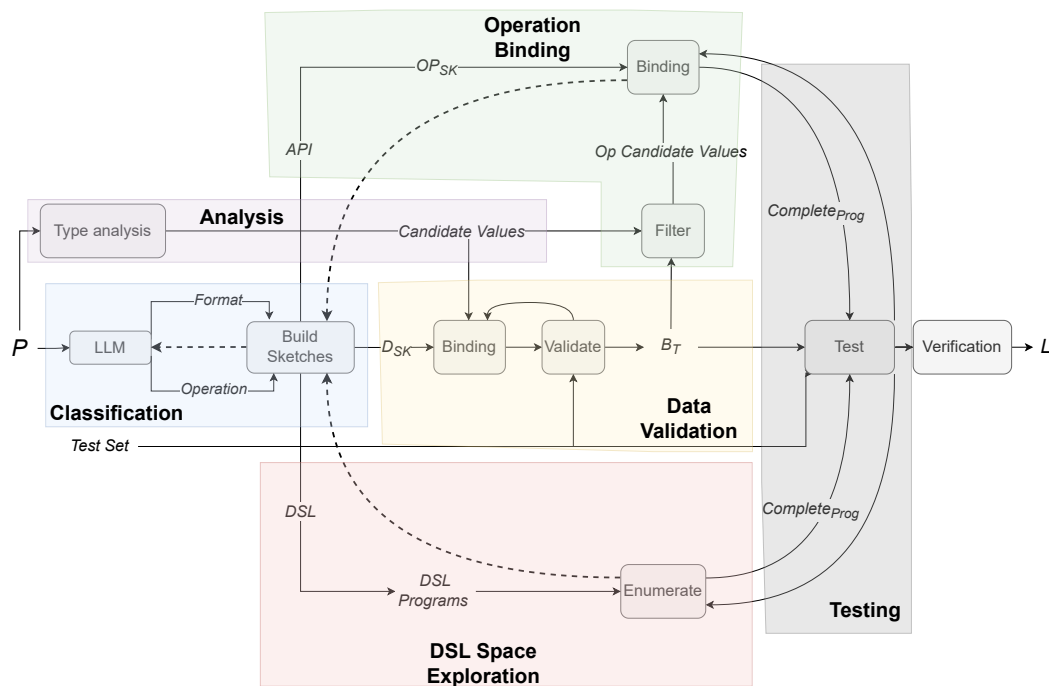 Operation
Binding
OP_SK
Binding
API
Op Candidate Values
Complete_Prog
Analysis
Type analysis
Candidate Values
Filter
P
LLM
Format
Operation
Build
Sketches
D_SK
Binding
Validate
B_T
Test
Verification
L
Classification
Data
Validation
Test Set
DSL
DSL
Programs
Enumerate
Complete_Prog
Testing
DSL Space
Exploration